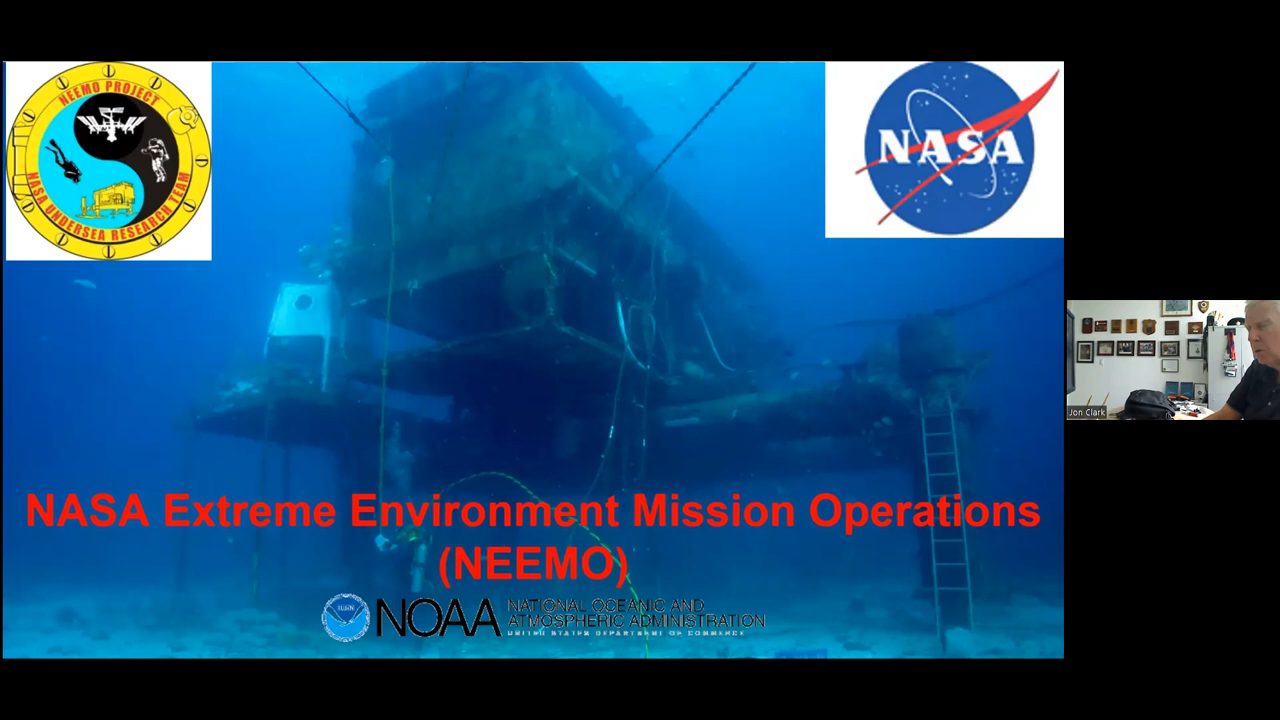 NEEMO PROJECT
NASA UNDERSEA RESEARCH TEAM
NASA
Jon Clark
NASA Extreme Environment Mission Operations
(NEEMO)
NOAA
NATIONAL OCEANIC AND
ATMOSPHERIC ADMINISTRATION
UNITED STATES DEPARTMENT OF COMMERCE